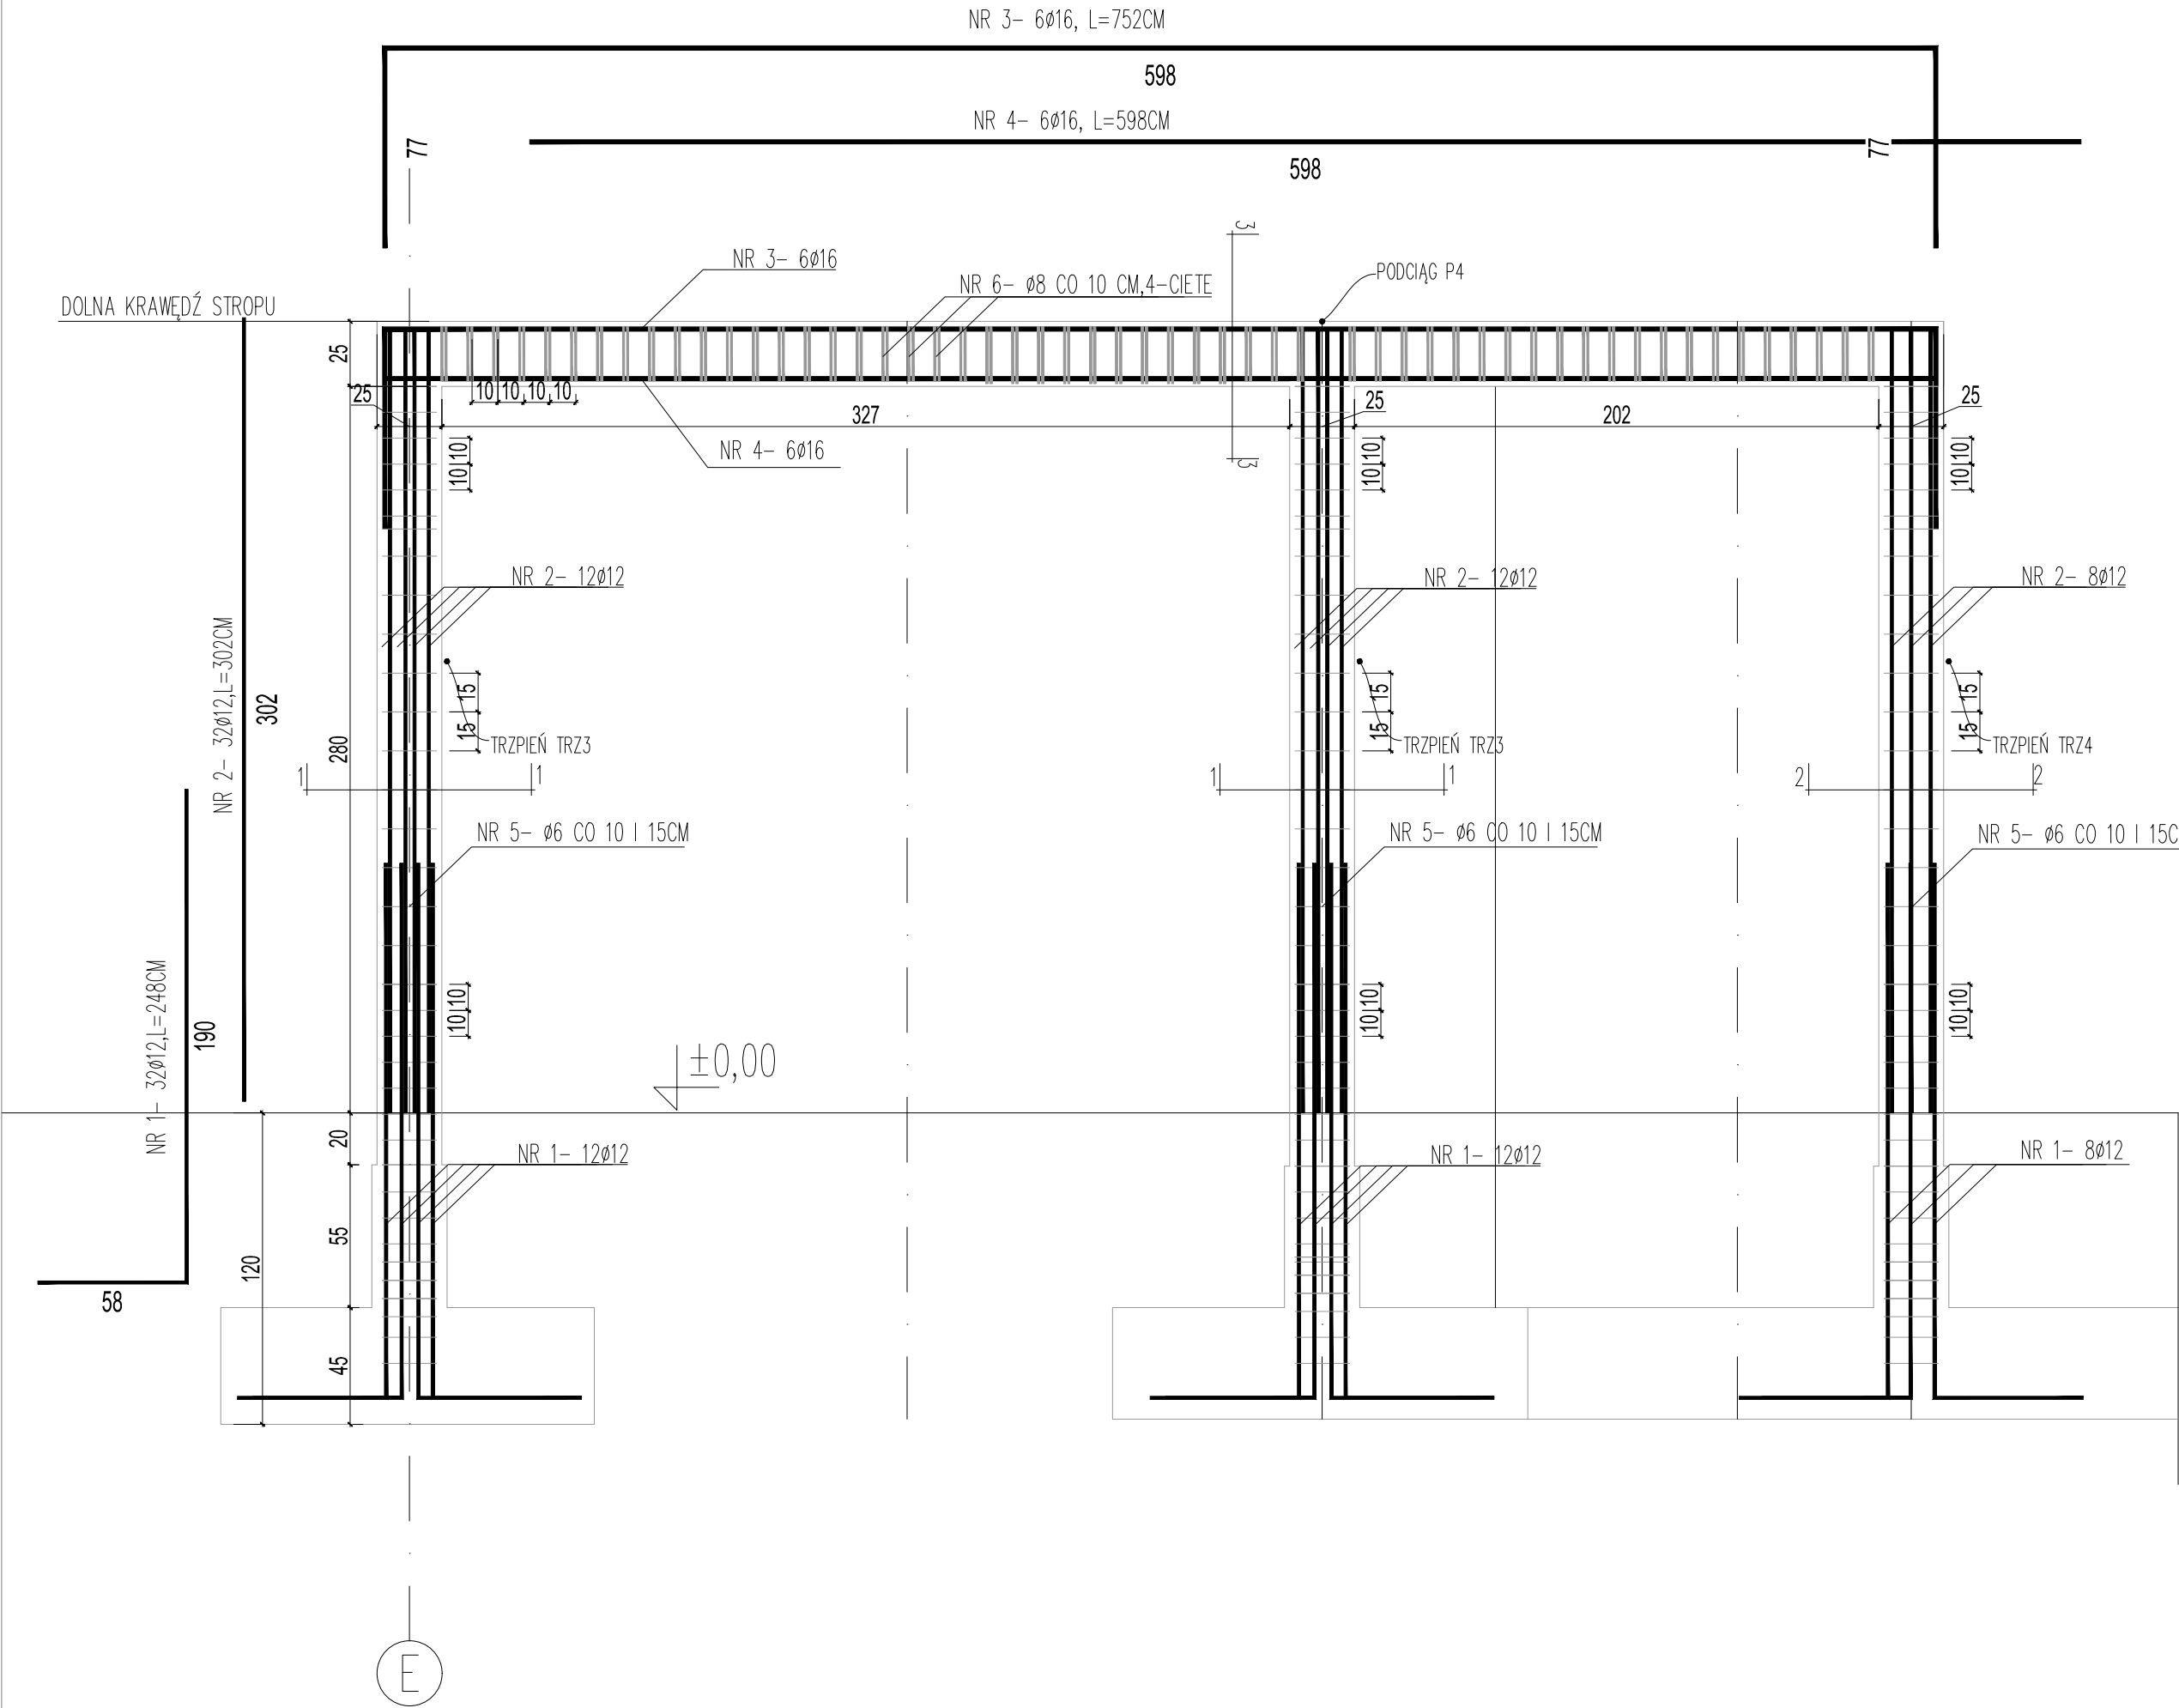 NR 3- 6ø16, L=752CM
598
NR 4- 6ø16, L=598CM
77
77
598
3
NR 3- 6ø16
NR 6- ø8 CO 10 CM,4-CIETE
PODCIĄG P4
DOLNA KRAWĘDŹ STROPU
25
25
10 10 10 10
327
25
202
25
NR 4- 6ø16
3
10 10
10 10
10 10
NR 2- 12ø12
NR 2- 12ø12
NR 2- 8ø12
NR 2- 32ø12,L=302CM
302
280
15 15
15 15
15 15
TRZPIEŃ TRZ3
TRZPIEŃ TRZ3
TRZPIEŃ TRZ4
1 1
1 1
2 2
NR 5- ø6 CO 10 I 15CM
NR 5- ø6 CO 10 I 15CM
NR 5- ø6 CO 10 I 15C
NR 1- 32ø12,L=248CM
190
10 10
10 10
10 10
±0,00
20
NR 1- 12ø12
NR 1- 12ø12
NR 1- 8ø12
55
120
58
45
E